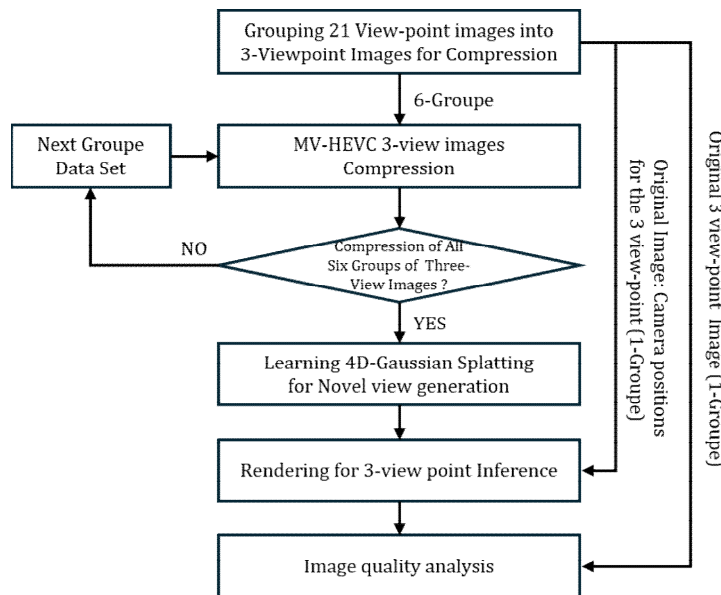 Grouping 21 View-point images into
3-Viewpoint Images for Compression
6-Groupe
Next Groupe
Data Set
MV-HEVC 3-view images
Compression
NO
Compression of All
Six Groups of Three-
View Images ?
YES
Learning 4D-Gaussian Splatting
for Novel view generation
Rendering for 3-view point Inference
Image quality analysis
Original Image: Camera positions
for the 3 view-point (1-Groupe)
Original 3 view-point Image (1-Groupe)